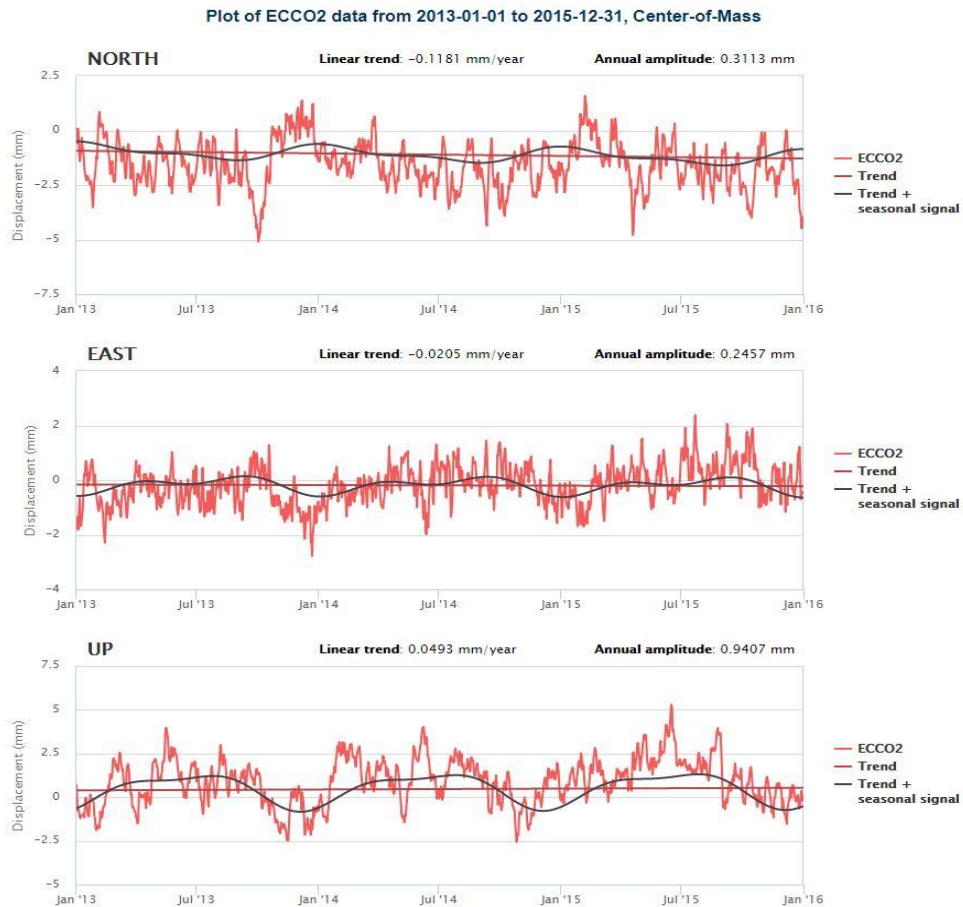 Plot of ECCO2 data from 2013-01-01 to 2015-12-31, Center-of-Mass
NORTH Linear trend: −0.1181 mm/year Annual amplitude: 0.3113 mm
Displacement (mm)
2.5
0
−2.5
−5
−7.5
Jan '13 Jul '13 Jan '14 Jul '14 Jan '15 Jul '15 Jan '16
ECCO2
Trend
Trend +
seasonal signal
EAST Linear trend: −0.0205 mm/year Annual amplitude: 0.2457 mm
Displacement (mm)
4
2
0
−2
−4
Jan '13 Jul '13 Jan '14 Jul '14 Jan '15 Jul '15 Jan '16
ECCO2
Trend
Trend +
seasonal signal
UP Linear trend: 0.0493 mm/year Annual amplitude: 0.9407 mm
Displacement (mm)
7.5
5
2.5
0
−2.5
−5
Jan '13 Jul '13 Jan '14 Jul '14 Jan '15 Jul '15 Jan '16
ECCO2
Trend
Trend +
seasonal signal